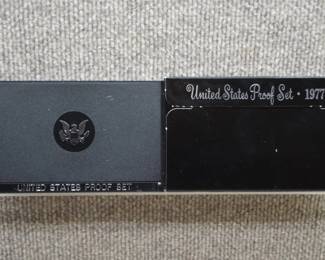 United States Proof Set • 1977
UNITED STATES PROOF SET